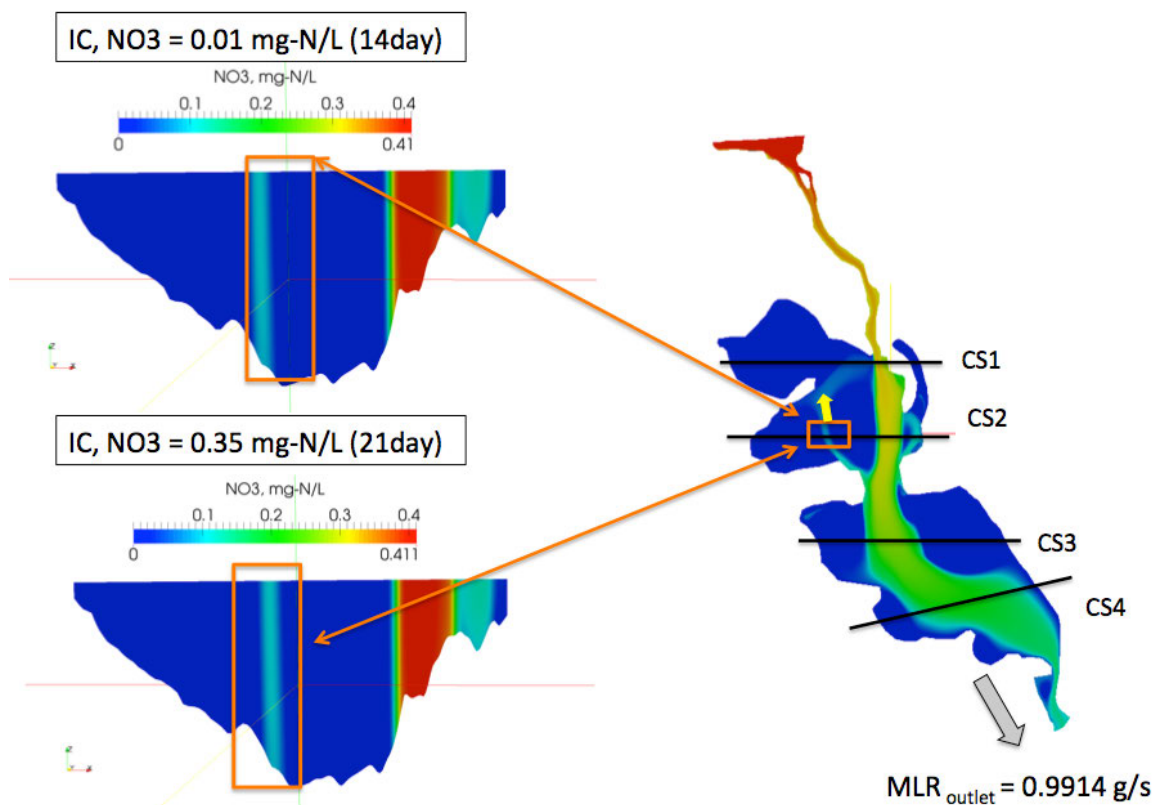 IC, NO3 = 0.01 mg-N/L (14day)
NO3, mg-N/L
0.1 0.2 0.3 0.4
0 0.41
IC, NO3 = 0.35 mg-N/L (21day)
NO3, mg-N/L
0.1 0.2 0.3 0.4
0 0.411
CS1
CS2
CS3
CS4
MLR outlet = 0.9914 g/s